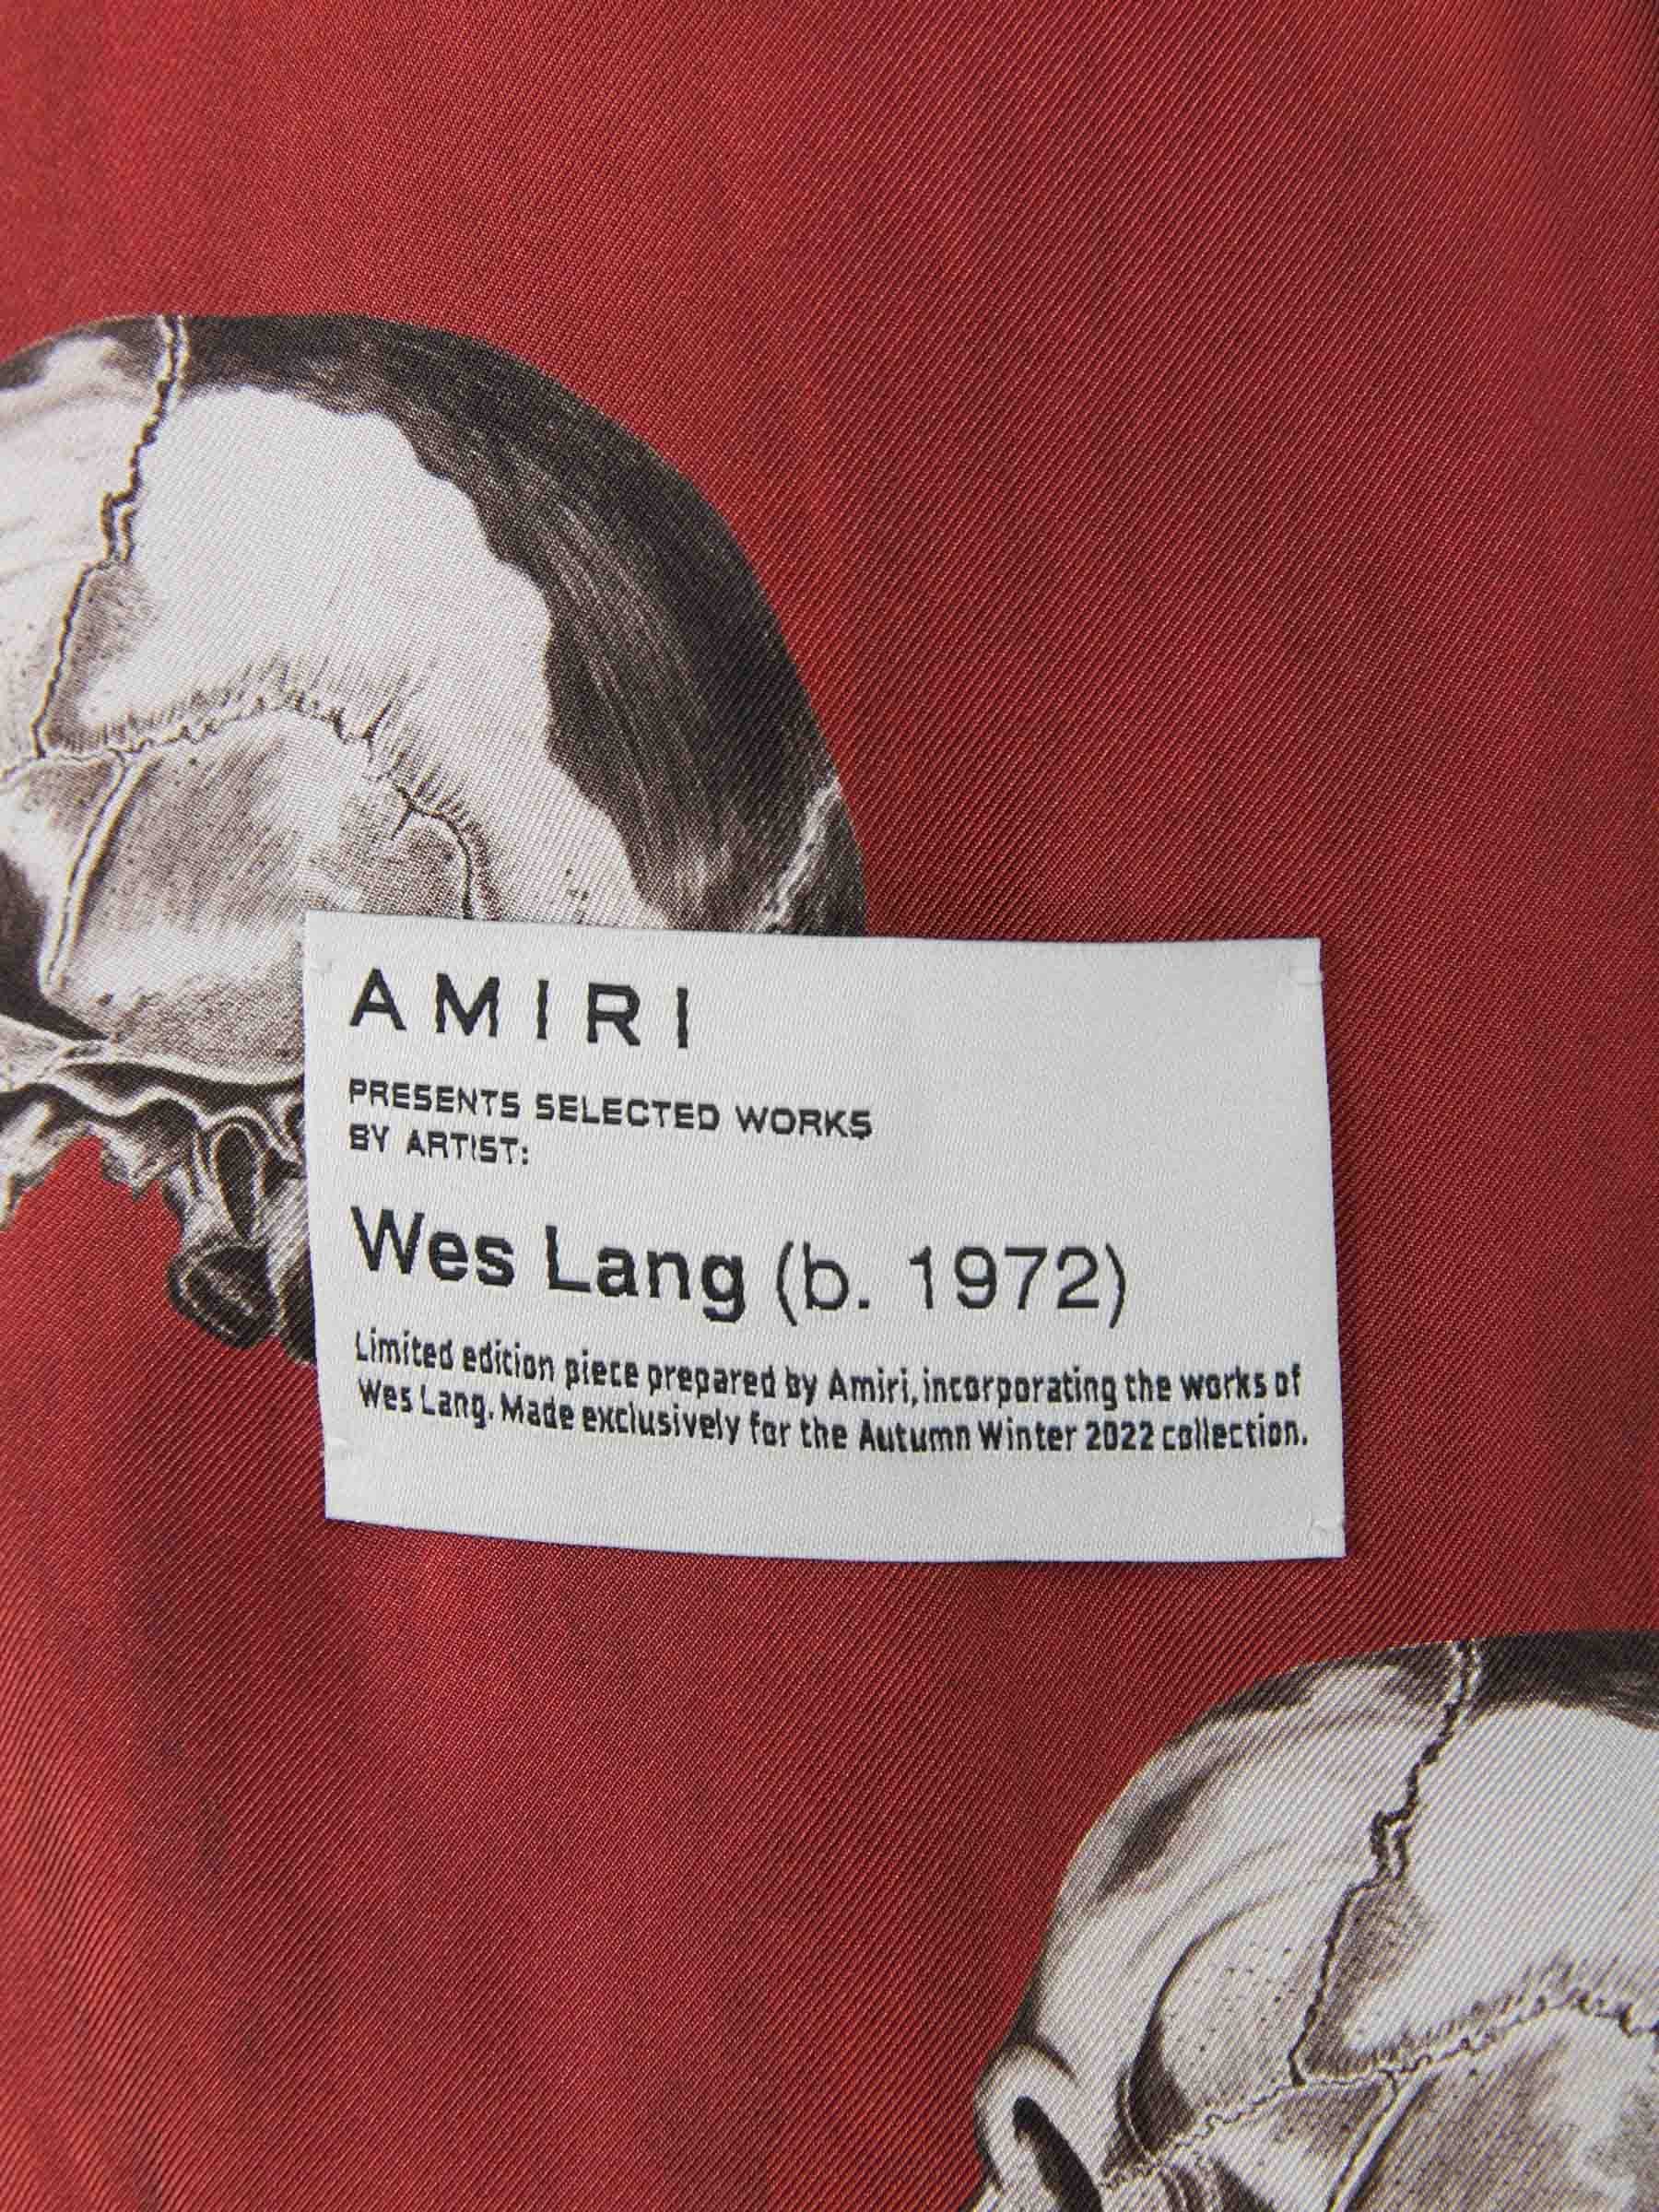 AMIRI
PRESENTS SELECTED WORKS
BY ARTIST:
Wes Lang (b. 1972)
Limited edition piece prepared by Amiri, incorporating the works of
Wes Lang. Made exclusively for the Autumn Winter 2022 collection.